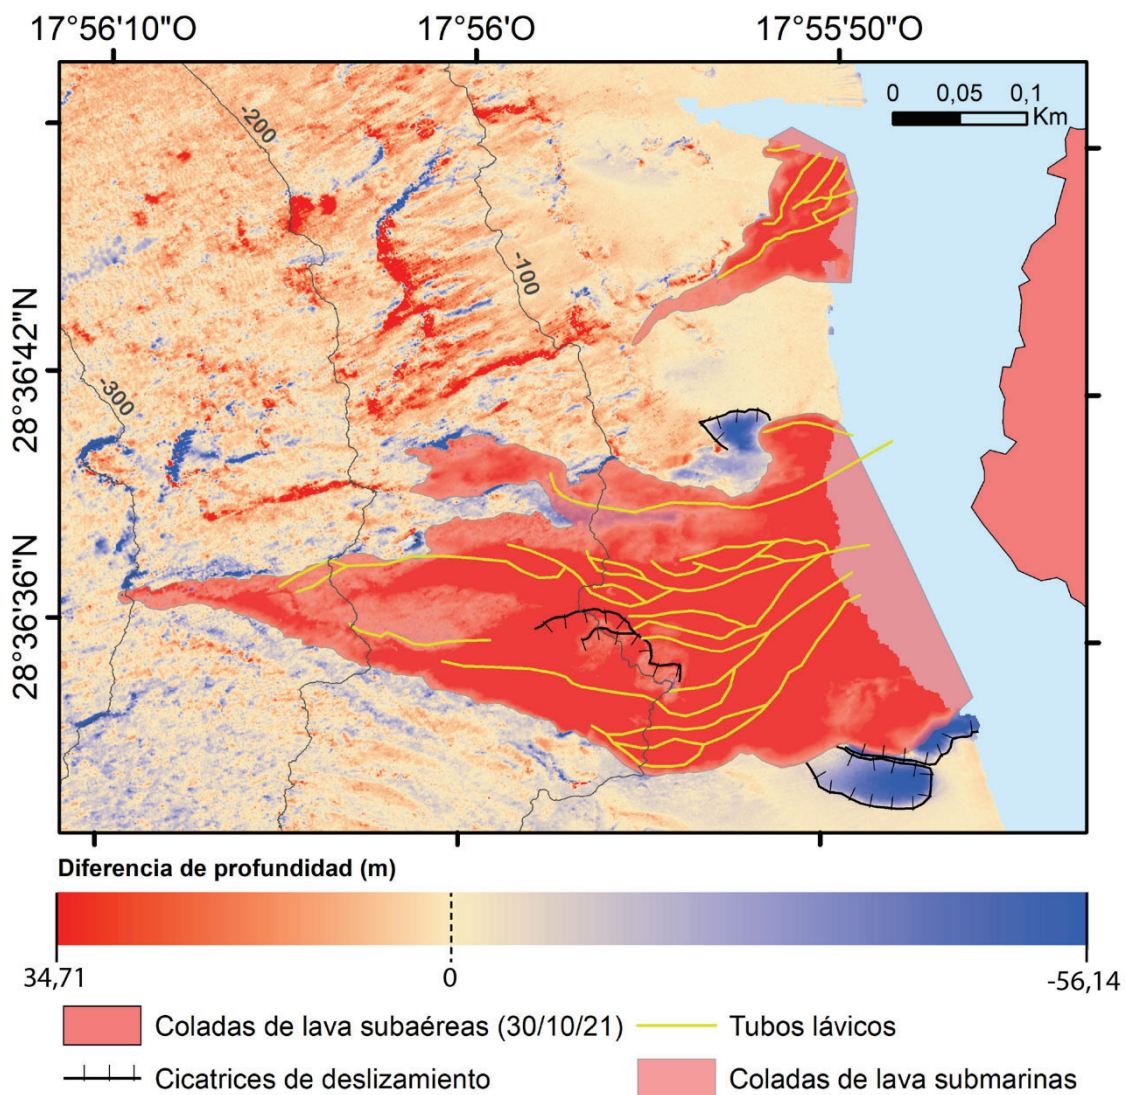 17°56'10"O
17°56'O
17°55'50"O
0
0,05
0,1
Km
-200
-100
28°36'42"N
-300
28°36'36"N
Diferencia de profundidad (m)
34,71
0
-56,14
Coladas de lava subaéreas (30/10/21)
Tubos lávicos
Cicatrices de deslizamiento
Coladas de lava submarinas